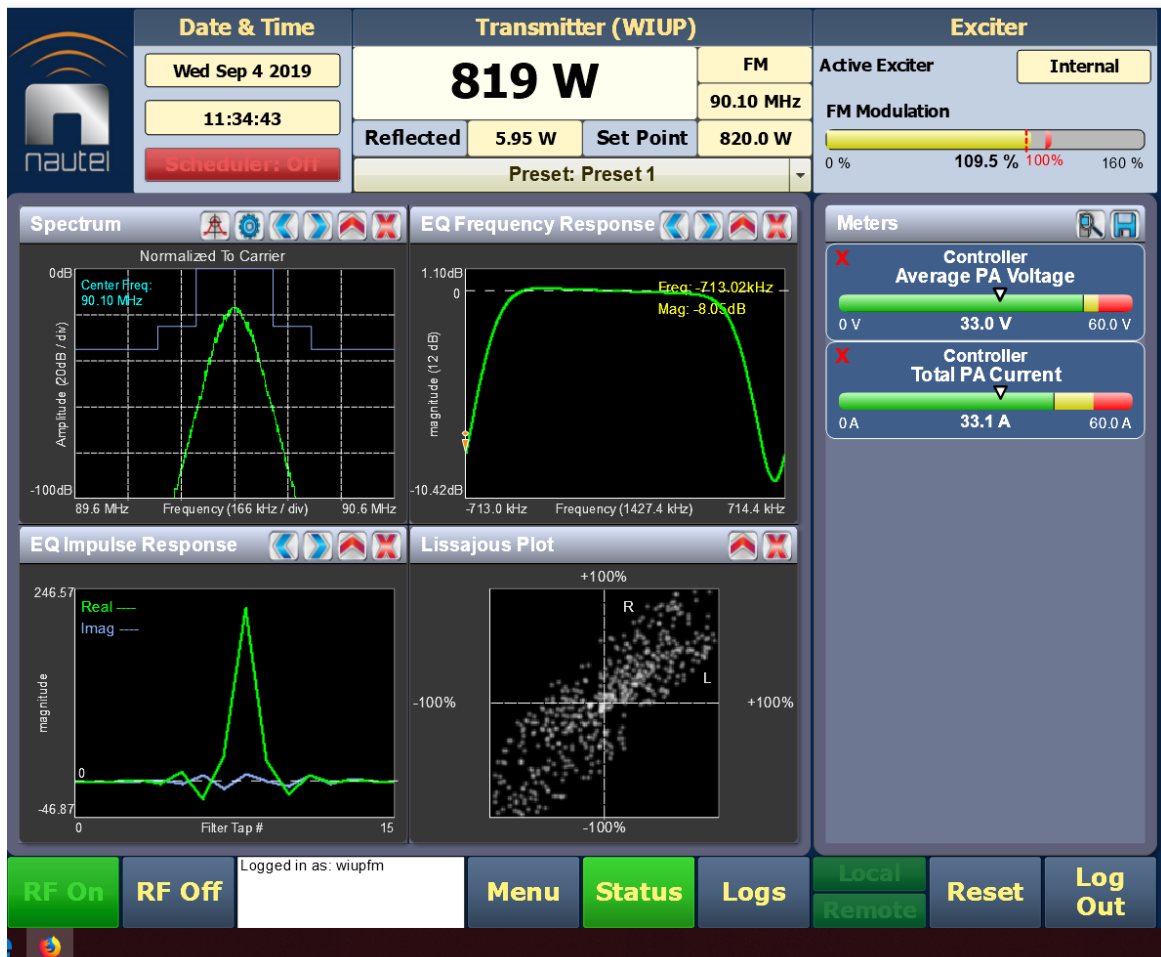 nautel
Date & Time
Wed Sep 4 2019
11:34:43
Scheduler: Off
Transmitter (WIUP)
819 W
FM
90.10 MHz
Reflected 5.95 W Set Point 820.0 W
Preset: Preset 1
Exciter
Active Exciter Internal
FM Modulation
0 % 109.5 % 100% 160 %
Spectrum
Normalized To Carrier
0dB
Center Freq:
90.10 MHz
Amplitude (20dB / div)
-100dB
89.6 MHz Frequency (166 kHz / div) 90.6 MHz
EQ Frequency Response
1.10dB
0
Freq: -713.02kHz
Mag: -8.05dB
magnitude (12 dB)
-10.42dB
-713.0 kHz Frequency (1427.4 kHz) 714.4 kHz
EQ Impulse Response
246.57
Real ----
Imag ----
magnitude
0
-46.87
0 Filter Tap # 15
Lissajous Plot
+100%
R
L
-100% +100%
-100%
Meters
X Controller
Average PA Voltage
0 V 33.0 V 60.0 V
X Controller
Total PA Current
0 A 33.1 A 60.0 A
RF On
RF Off
Logged in as: wiupfm
Menu
Status
Logs
Local
Remote
Reset
Log
Out